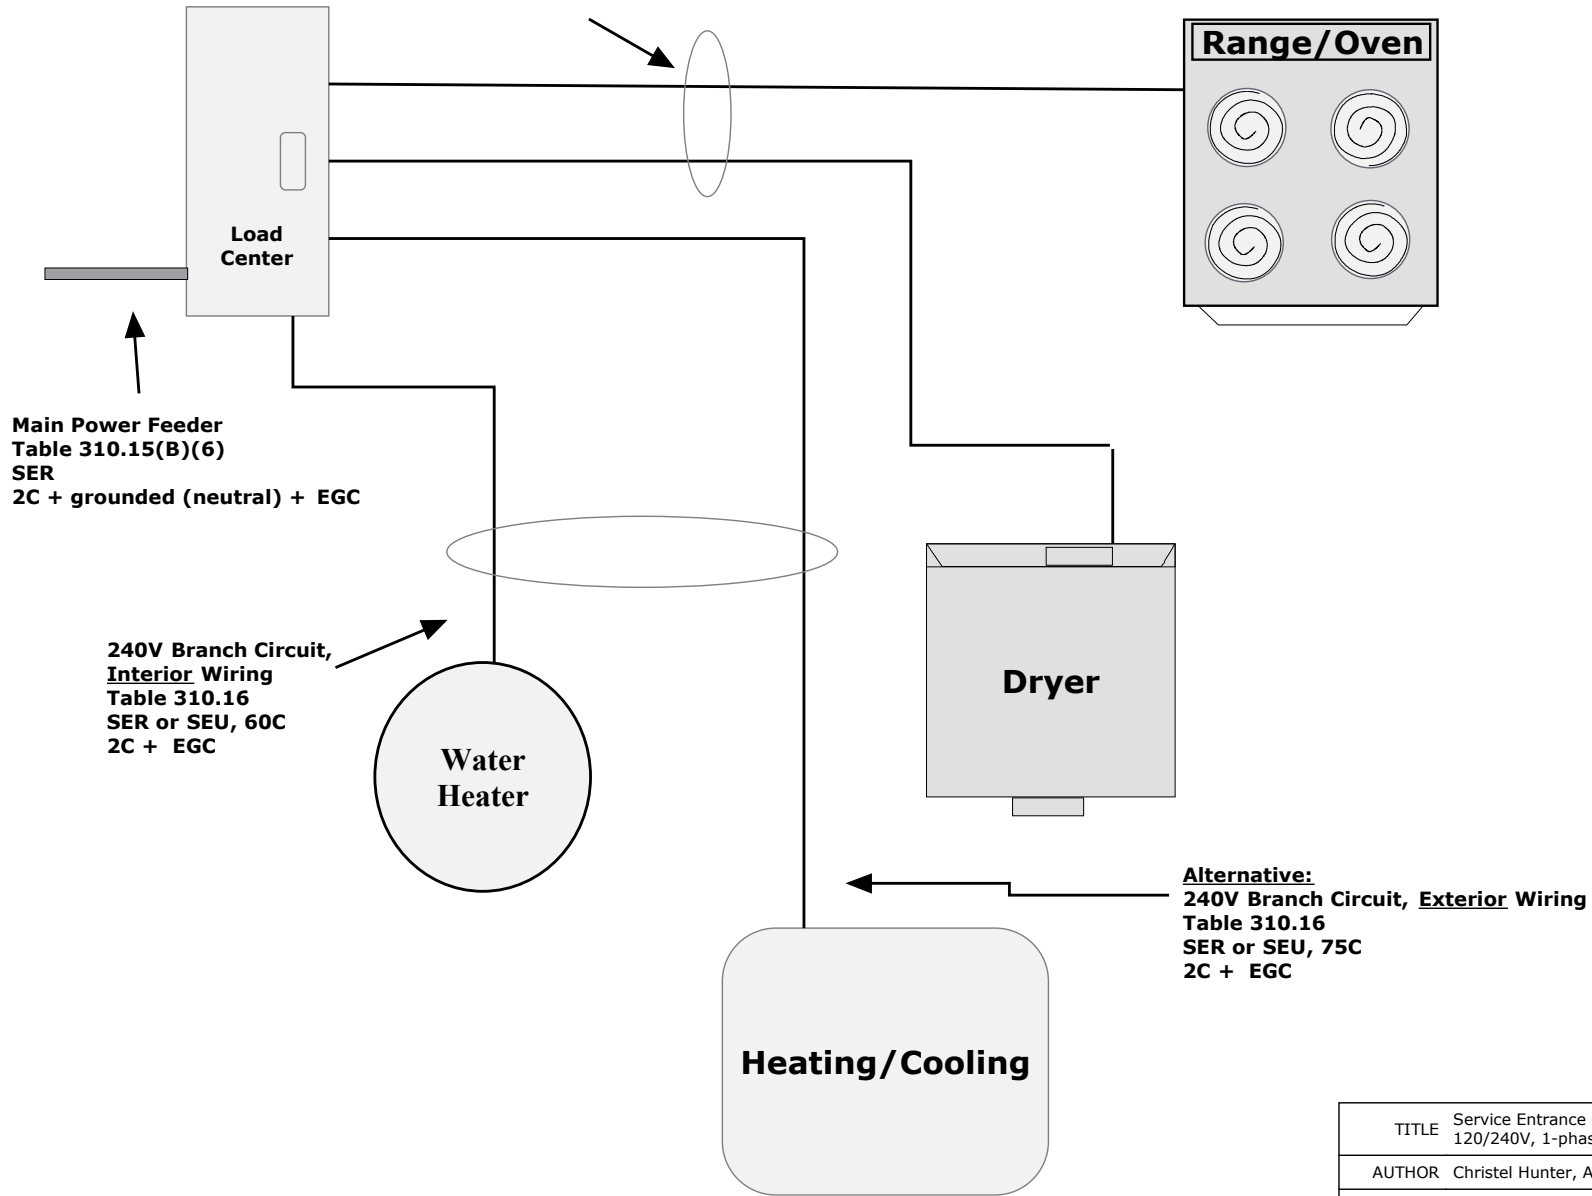 Range/Oven
Load
Center
Main Power Feeder
Table 310.15(B)(6)
SER
2C + grounded (neutral) + EGC
240V Branch Circuit,
Interior Wiring
Table 310.16
SER or SEU, 60C
2C + EGC
Water
Heater
Dryer
Alternative:
240V Branch Circuit, Exterior Wiring
Table 310.16
SER or SEU, 75C
2C + EGC
Heating/Cooling
TITLE Service Entrance
120/240V, 1-phas
AUTHOR Christel Hunter, A